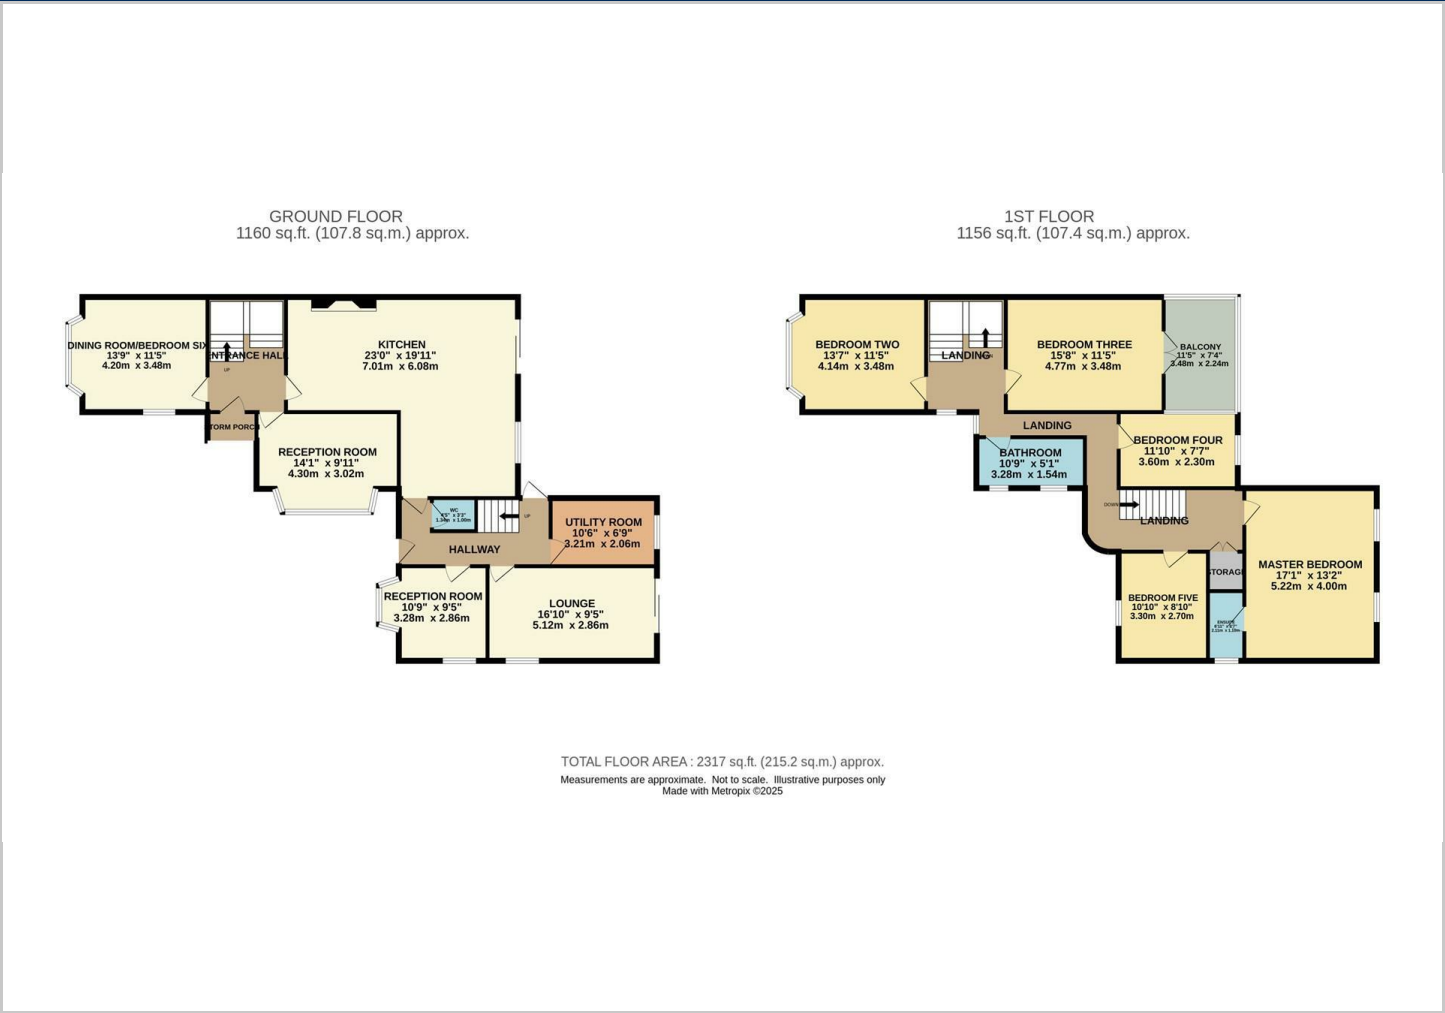 GROUND FLOOR
1160 sq.ft. (107.8 sq.m.) approx.
DINING ROOM/BEDROOM SIX
13'9" x 11'5"
4.20m x 3.48m
ENTRANCE HALL
UP
STORM PORCH
KITCHEN
23'0" x 19'11"
7.01m x 6.08m
RECEPTION ROOM
14'1" x 9'11"
4.30m x 3.02m
WC
UP
UTILITY ROOM
10'6" x 6'9"
3.21m x 2.06m
HALLWAY
RECEPTION ROOM
10'9" x 9'5"
3.28m x 2.86m
LOUNGE
16'10" x 9'5"
5.12m x 2.86m
1ST FLOOR
1156 sq.ft. (107.4 sq.m.) approx.
BEDROOM TWO
13'7" x 11'5"
4.14m x 3.48m
LANDING
BEDROOM THREE
15'8" x 11'5"
4.77m x 3.48m
BALCONY
11'5" x 7'4"
3.48m x 2.24m
LANDING
BATHROOM
10'9" x 5'1"
3.28m x 1.54m
BEDROOM FOUR
11'10" x 7'7"
3.60m x 2.30m
DOWN
LANDING
STORAGE
MASTER BEDROOM
17'1" x 13'2"
5.22m x 4.00m
BEDROOM FIVE
10'10" x 8'10"
3.30m x 2.70m
ENSUITE
TOTAL FLOOR AREA : 2317 sq.ft. (215.2 sq.m.) approx.
Measurements are approximate. Not to scale. Illustrative purposes only
Made with Metropix ©2025